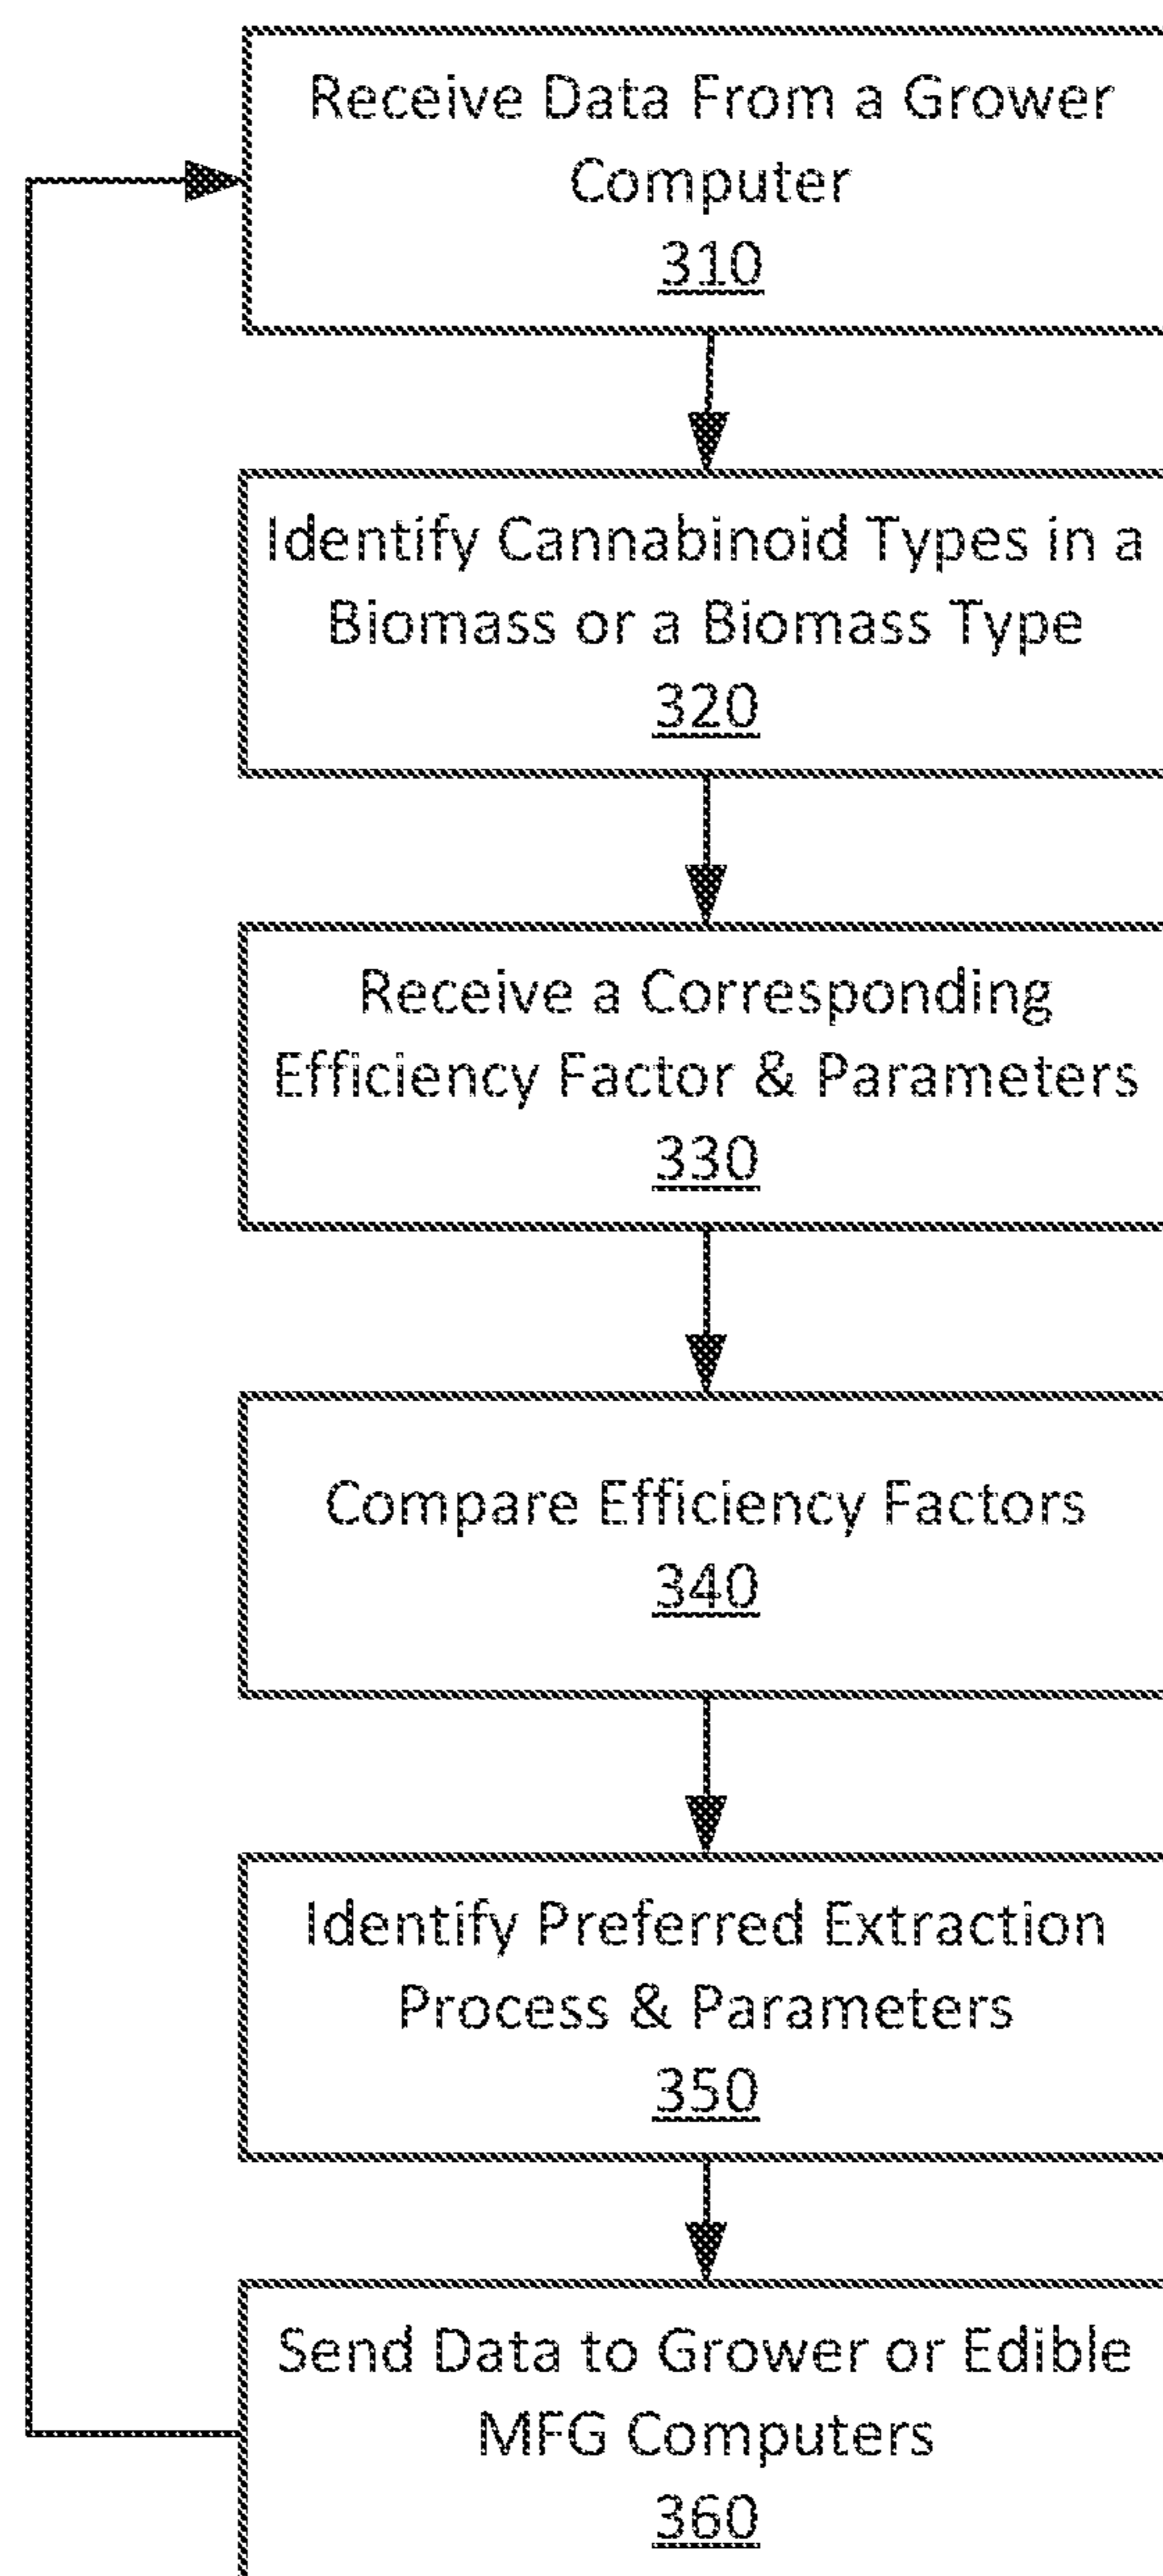 Receive Data From a Grower
Computer
310
Identify Cannabinoid Types in a
Biomass or a Biomass Type
320
Receive a Corresponding
Efficiency Factor & Parameters
330
Compare Efficiency Factors
340
Identify Preferred Extraction
Process & Parameters
350
Send Data to Grower or Edible
MFG Computers
360